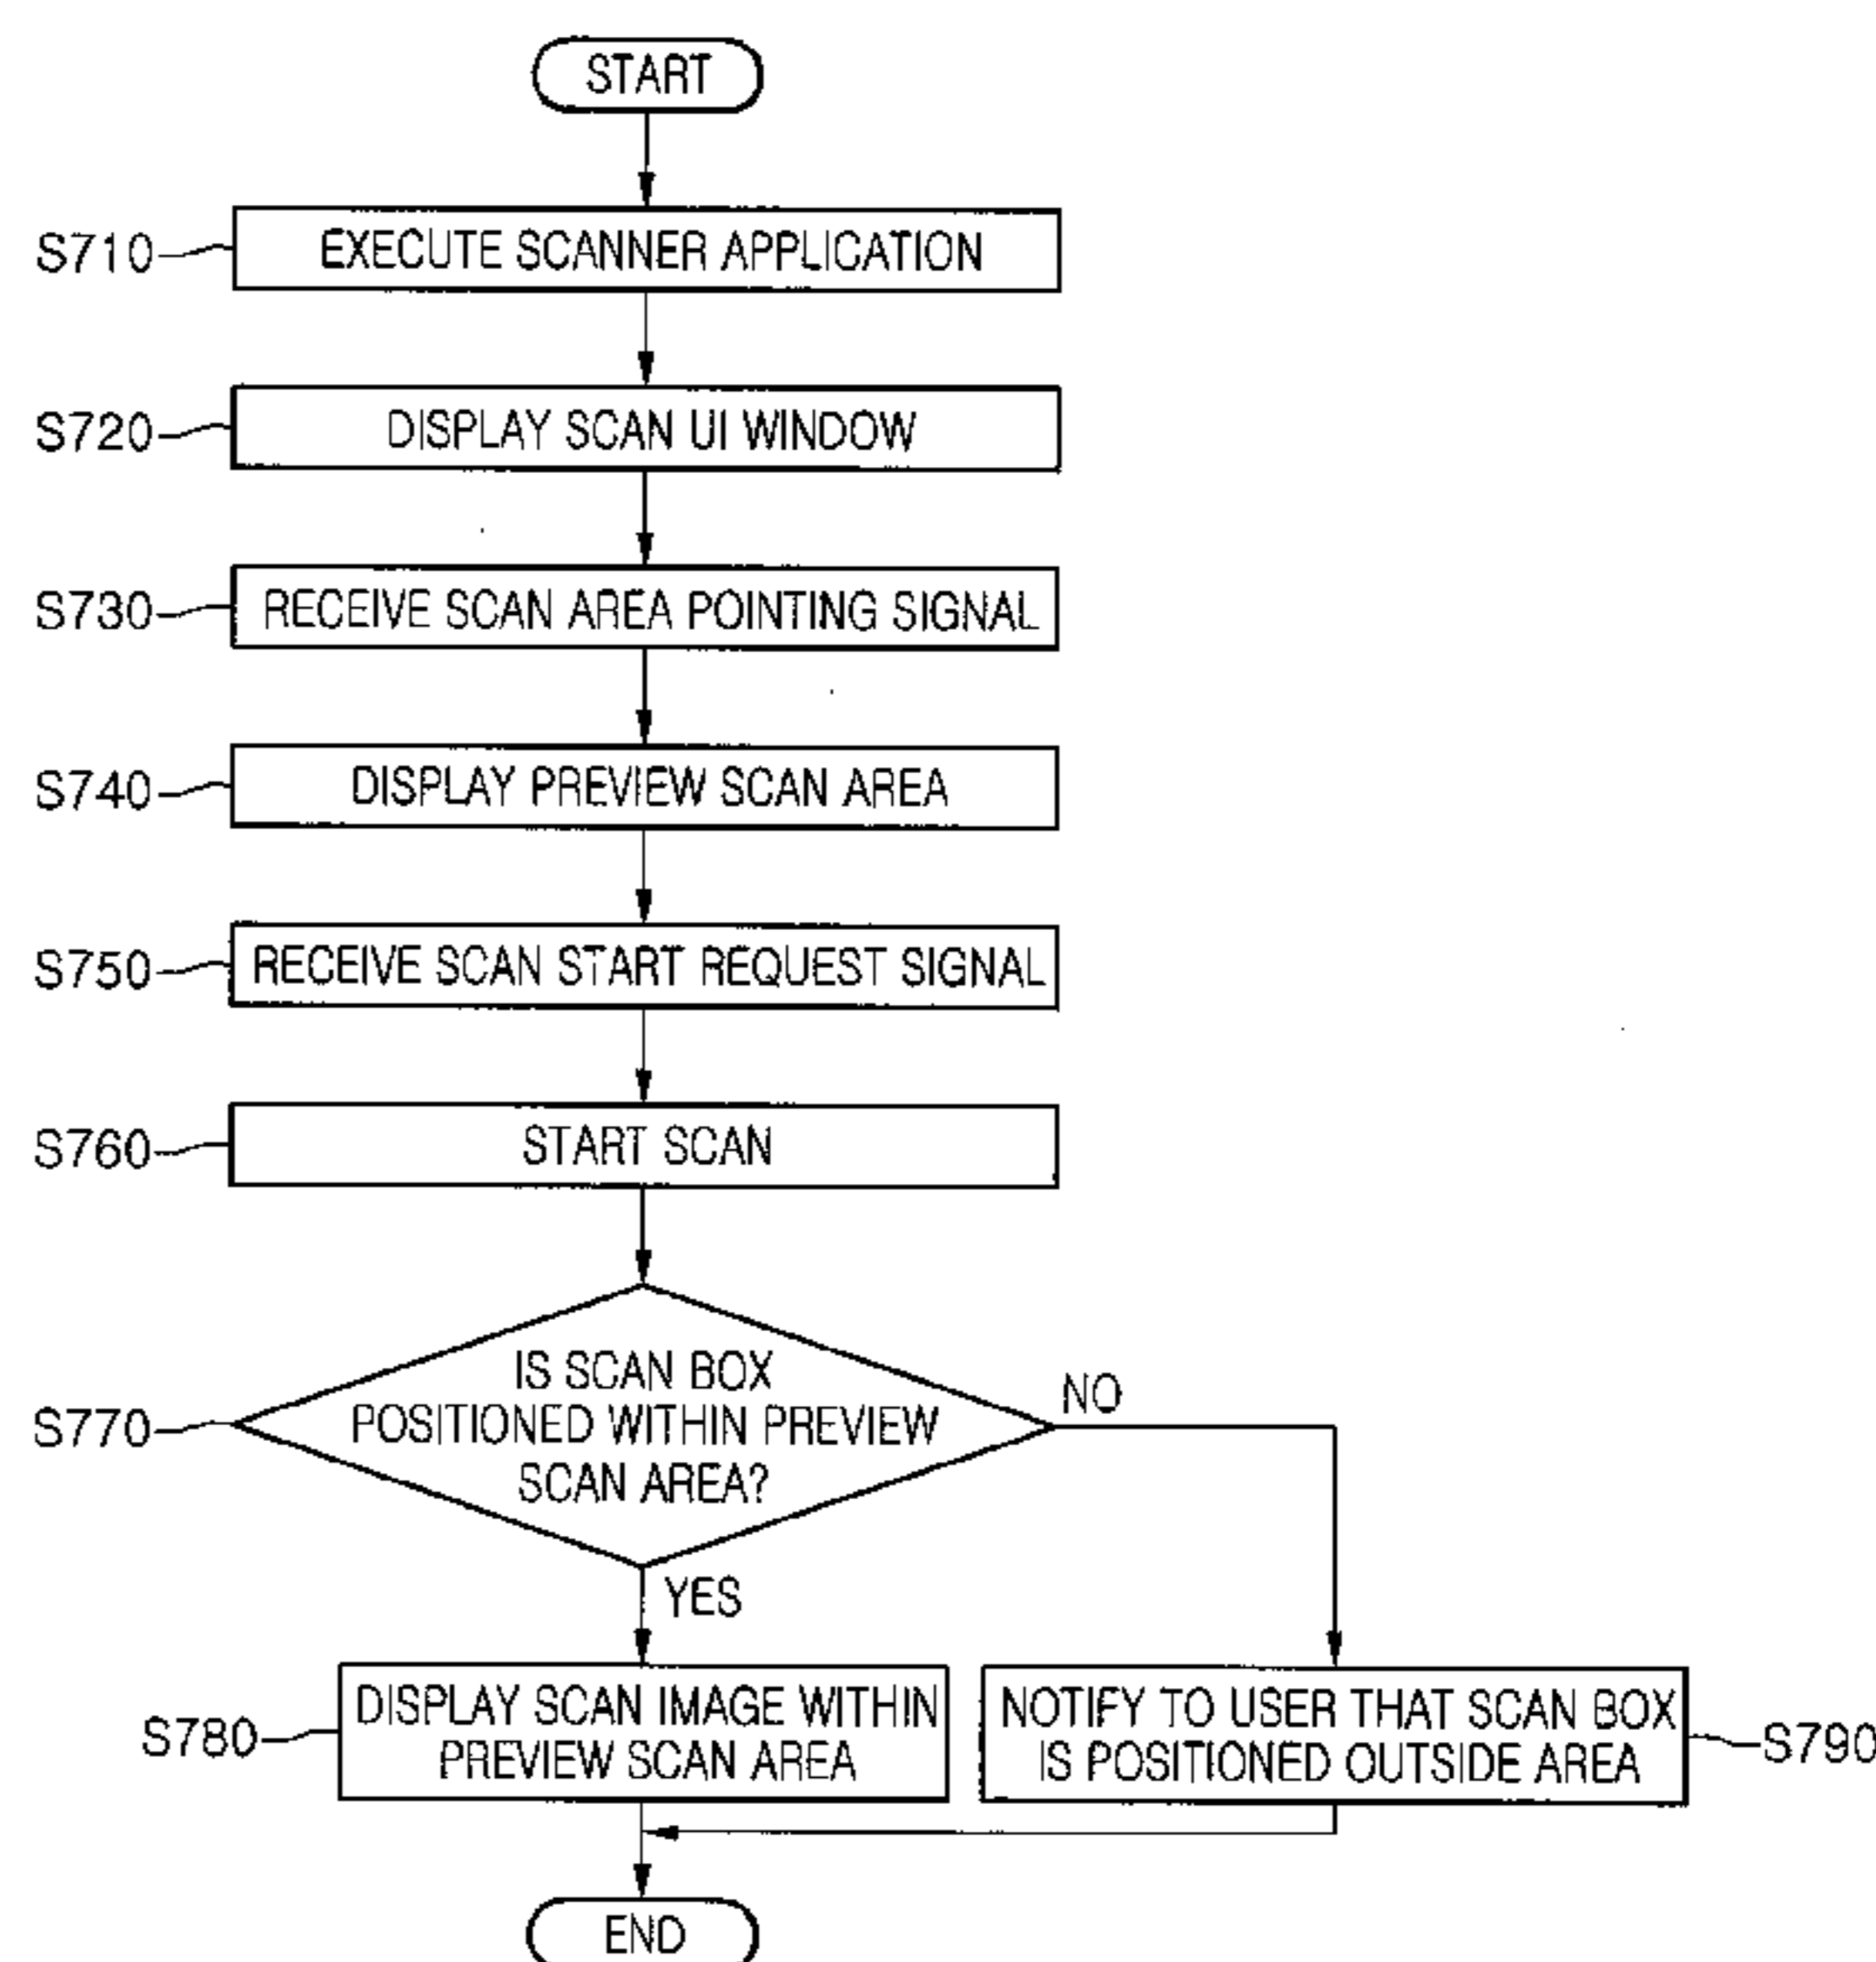 START
S710
EXECUTE SCANNER APPLICATION
S720
DISPLAY SCAN UI WINDOW
S730
RECEIVE SCAN AREA POINTING SIGNAL
S740
DISPLAY PREVIEW SCAN AREA
S750
RECEIVE SCAN START REQUEST SIGNAL
S760
START SCAN
S770
IS SCAN BOX
POSITIONED WITHIN PREVIEW
SCAN AREA?
NO
YES
S780
DISPLAY SCAN IMAGE WITHIN
PREVIEW SCAN AREA
NOTIFY TO USER THAT SCAN BOX
IS POSITIONED OUTSIDE AREA
S790
END